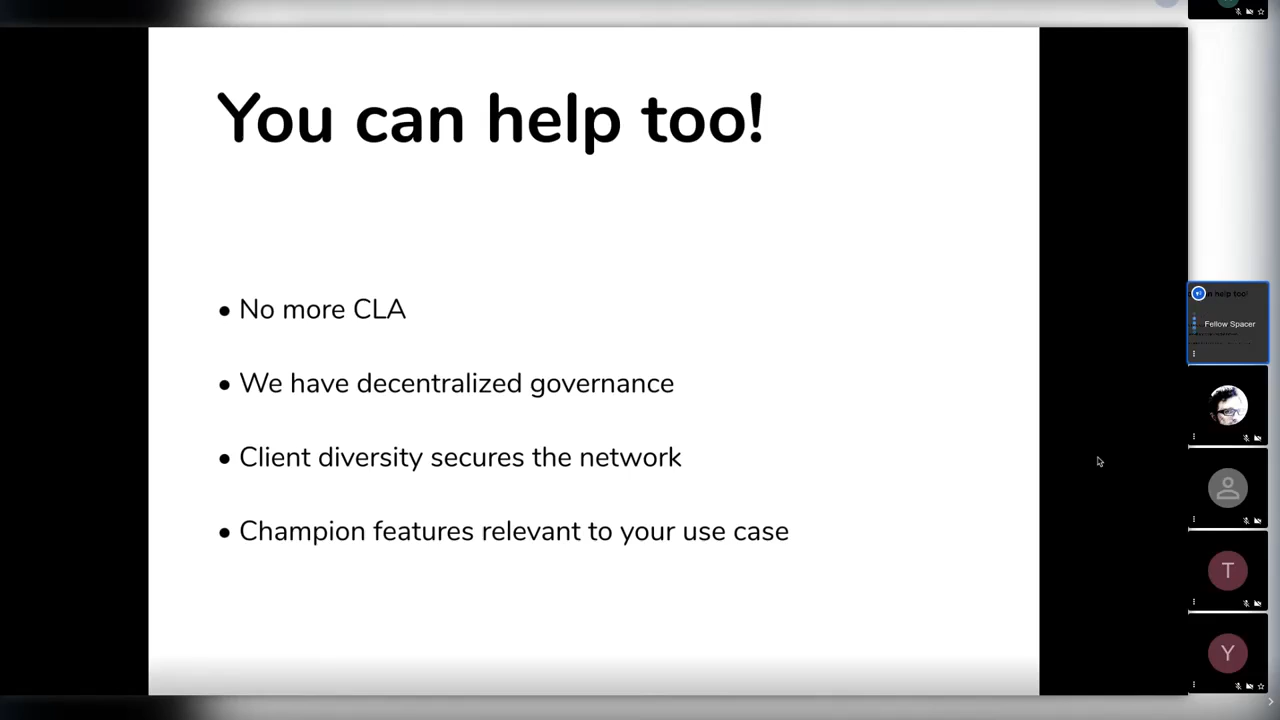 You can help too!
• No more CLA
• We have decentralized governance
• Client diversity secures the network
• Champion features relevant to your use case
Fellow Spacer
T
Y